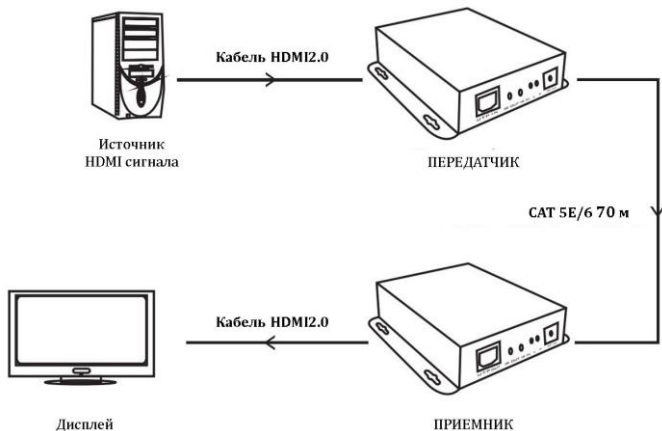 Кабель HDMI2.0
Источник
HDMI сигнала
ПЕРЕДАТЧИК
CAT 5E/6 70 м
Кабель HDMI2.0
Дисплей
ПРИЕМНИК